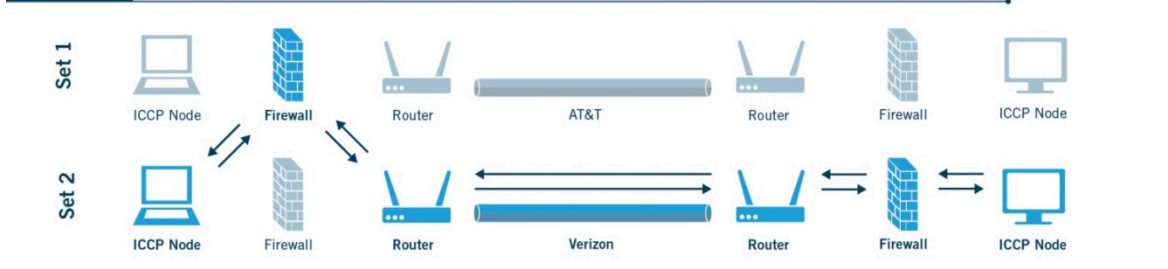 Set 1
ICCP Node
Firewall
Router
AT&T
Router
Firewall
ICCP Node
Set 2
ICCP Node
Firewall
Router
Verizon
Router
Firewall
ICCP Node